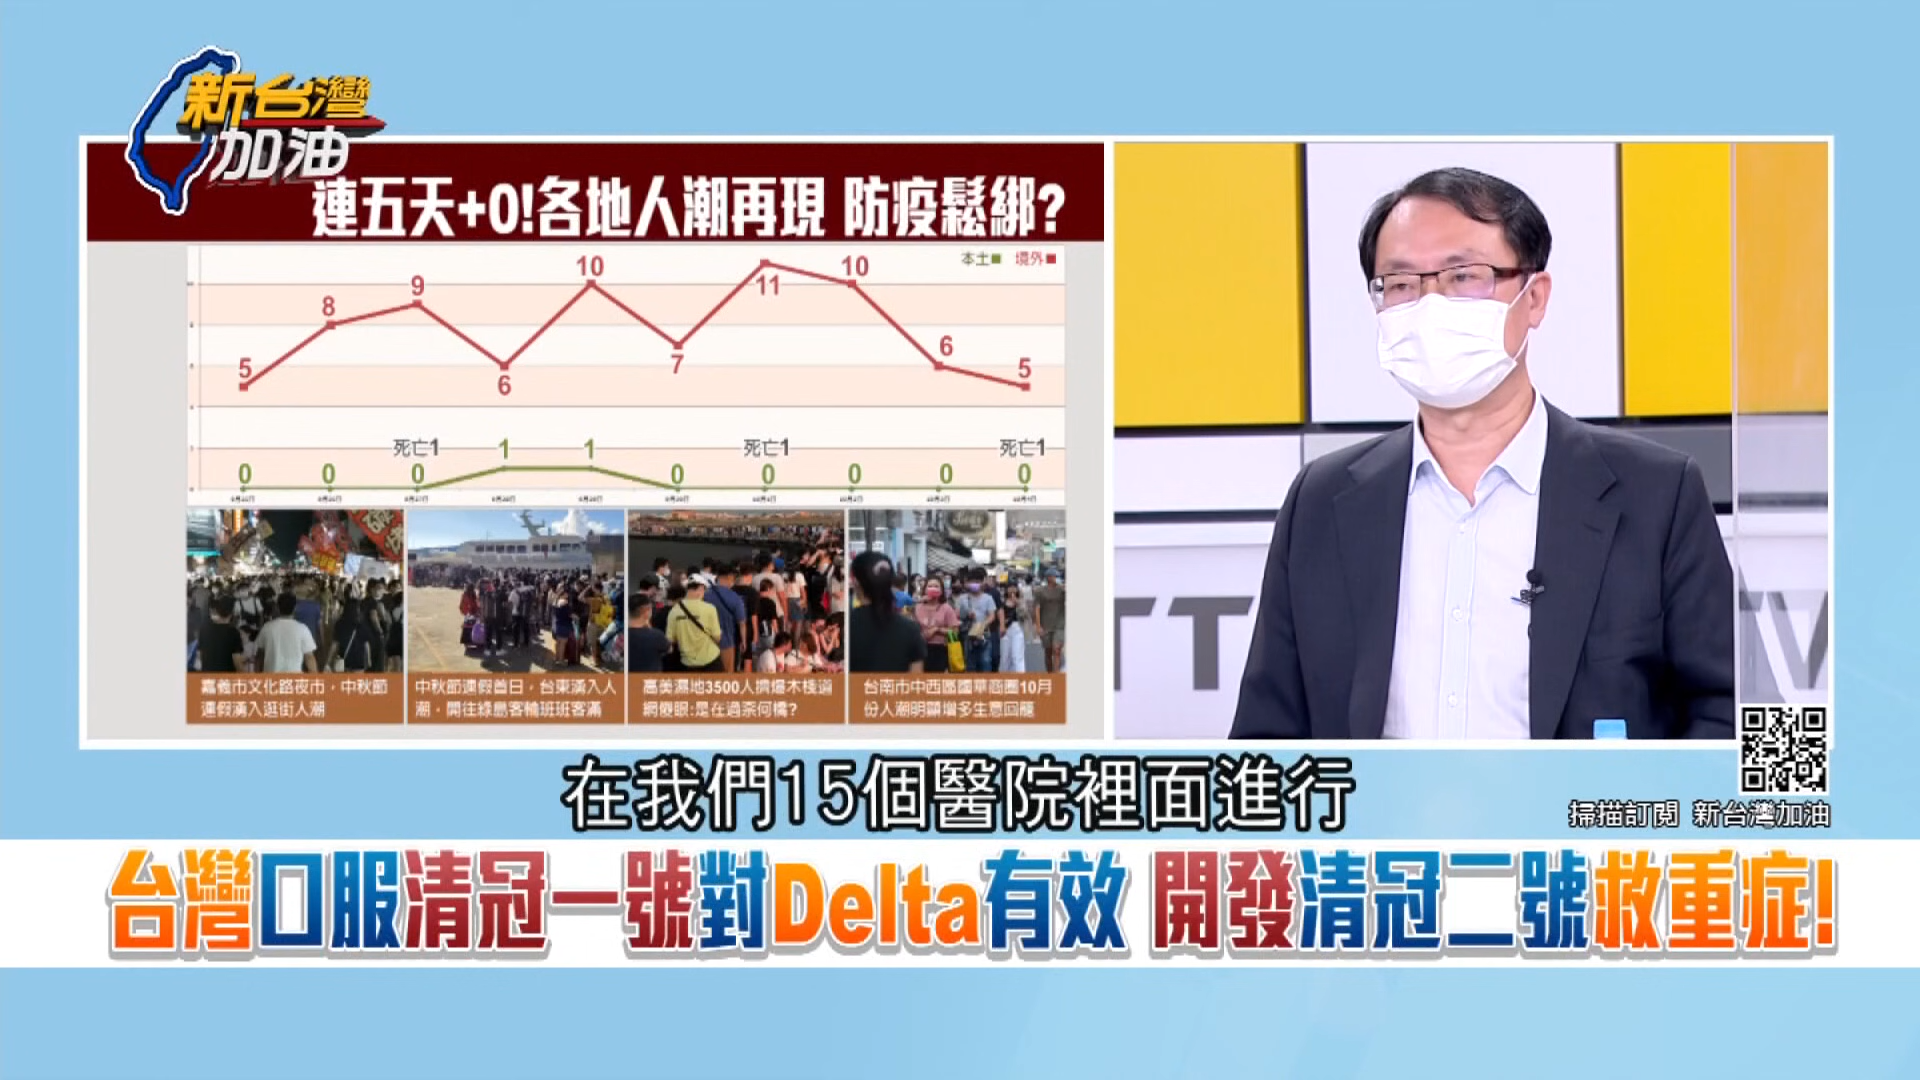 新台灣
加油
連五天+0!各地人潮再現 防疫鬆綁?
本土 境外
5 8 9 6 10 7 11 10 6 5
死亡1 死亡1 死亡1
0 0 0 1 1 0 0 0 0 0
嘉義市文化路夜市,中秋節
連假湧入逛街人潮
中秋節連假首日,台東湧入人
潮,開往綠島客輪班班客滿
高美濕地3500人擠爆木棧道
網傻眼:是在過奈何橋?
台南市中西區國華商圈10月
份人潮明顯增多生意回籠
TT
TV
在我們15個醫院裡面進行
掃描訂閱 新台灣加油
台灣口服清冠一號對Delta有效 開發清冠二號救重症!